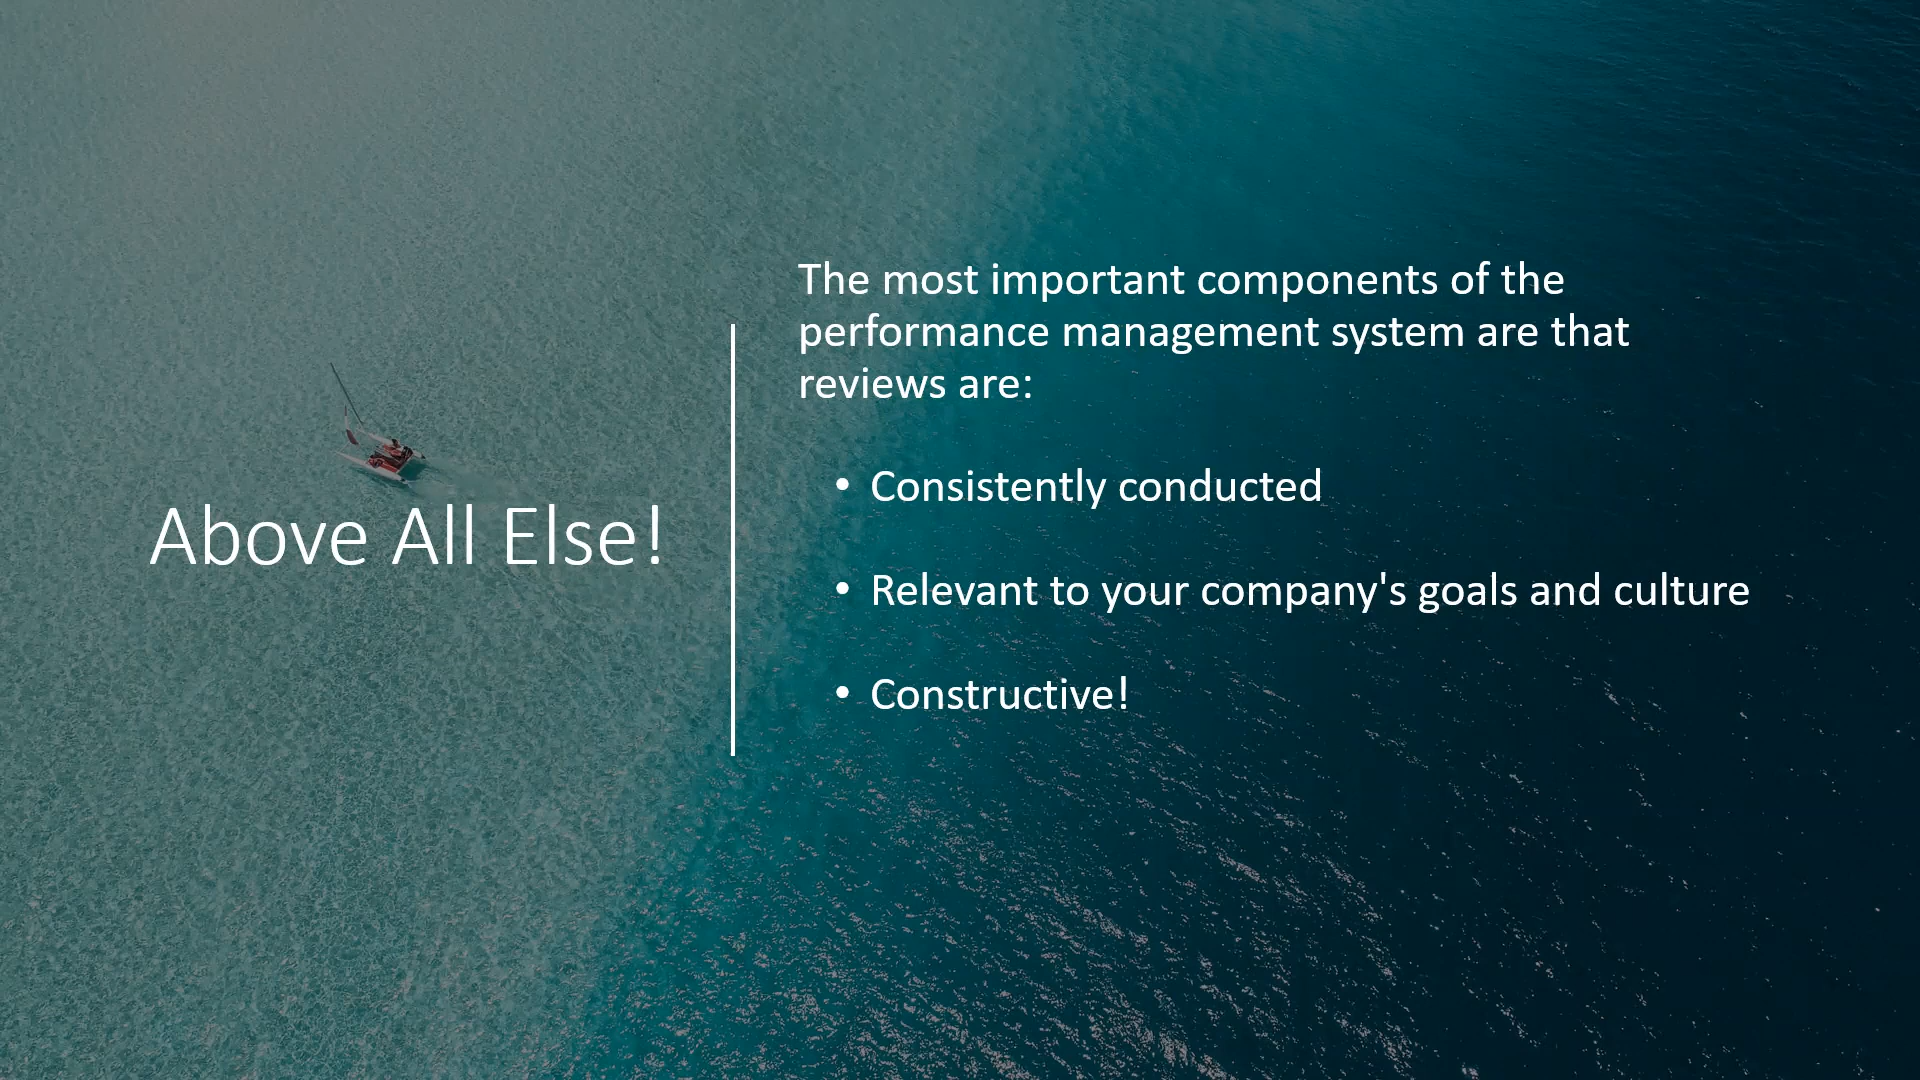 Above All Else!
The most important components of the
performance management system are that
reviews are:
• Consistently conducted
• Relevant to your company's goals and culture
• Constructive!